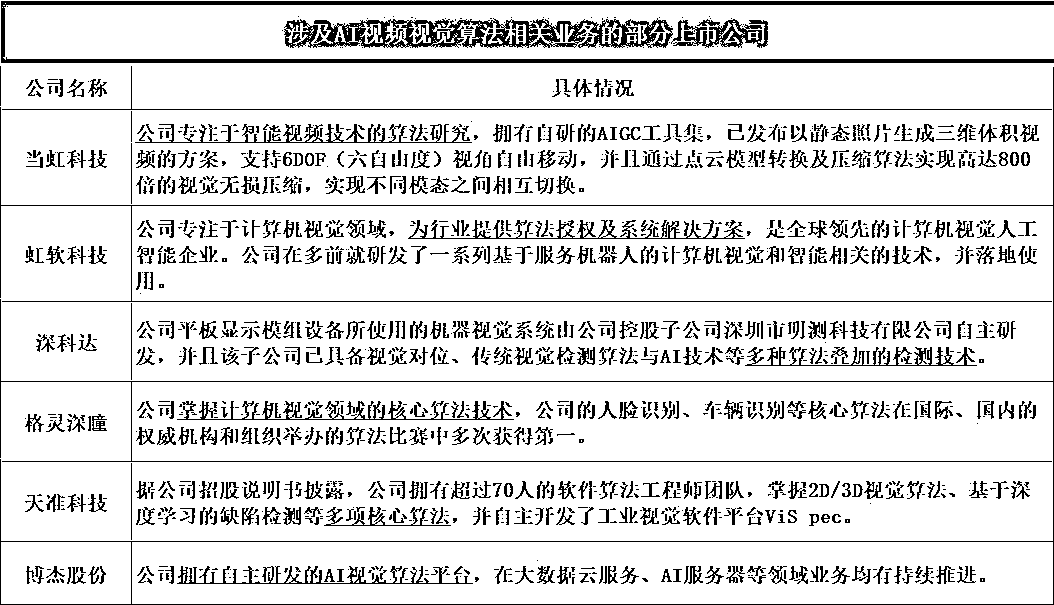 涉及AI视频视觉算法相关业务的部分上市公司
公司名称
具体情况
当虹科技
公司专注于智能视频技术的算法研究，拥有自研的AIGC工具集，已发布以静态照片生成三维体积视
频的方案，支持6DOF（六自由度）视角自由移动，并且通过点云模型转换及压缩算法实现高达800
倍的视觉无损压缩，实现不同模态之间相互切换。
虹软科技
公司专注于计算机视觉领域，为行业提供算法授权及系统解决方案，是全球领先的计算机视觉人工
智能企业。公司在多前就研发了一系列基于服务机器人的计算机视觉和智能相关的技术，并落地使
用。
深科达
公司平板显示模组设备所使用的机器视觉系统由公司控股子公司深圳市明测科技有限公司自主研
发，并且该子公司已具备视觉对位、传统视觉检测算法与AI技术等多种算法叠加的检测技术。
格灵深瞳
公司掌握计算机视觉领域的核心算法技术，公司的人脸识别、车辆识别等核心算法在国际、国内的
权威机构和组织举办的算法比赛中多次获得第一。
天准科技
据公司招股说明书披露，公司拥有超过70人的软件算法工程师团队，掌握2D/3D视觉算法、基于深
度学习的缺陷检测等多项核心算法，并自主开发了工业视觉软件平台ViS pec。
博杰股份
公司拥有自主研发的AI视觉算法平台，在大数据云服务、AI服务器等领域业务均有持续推进。